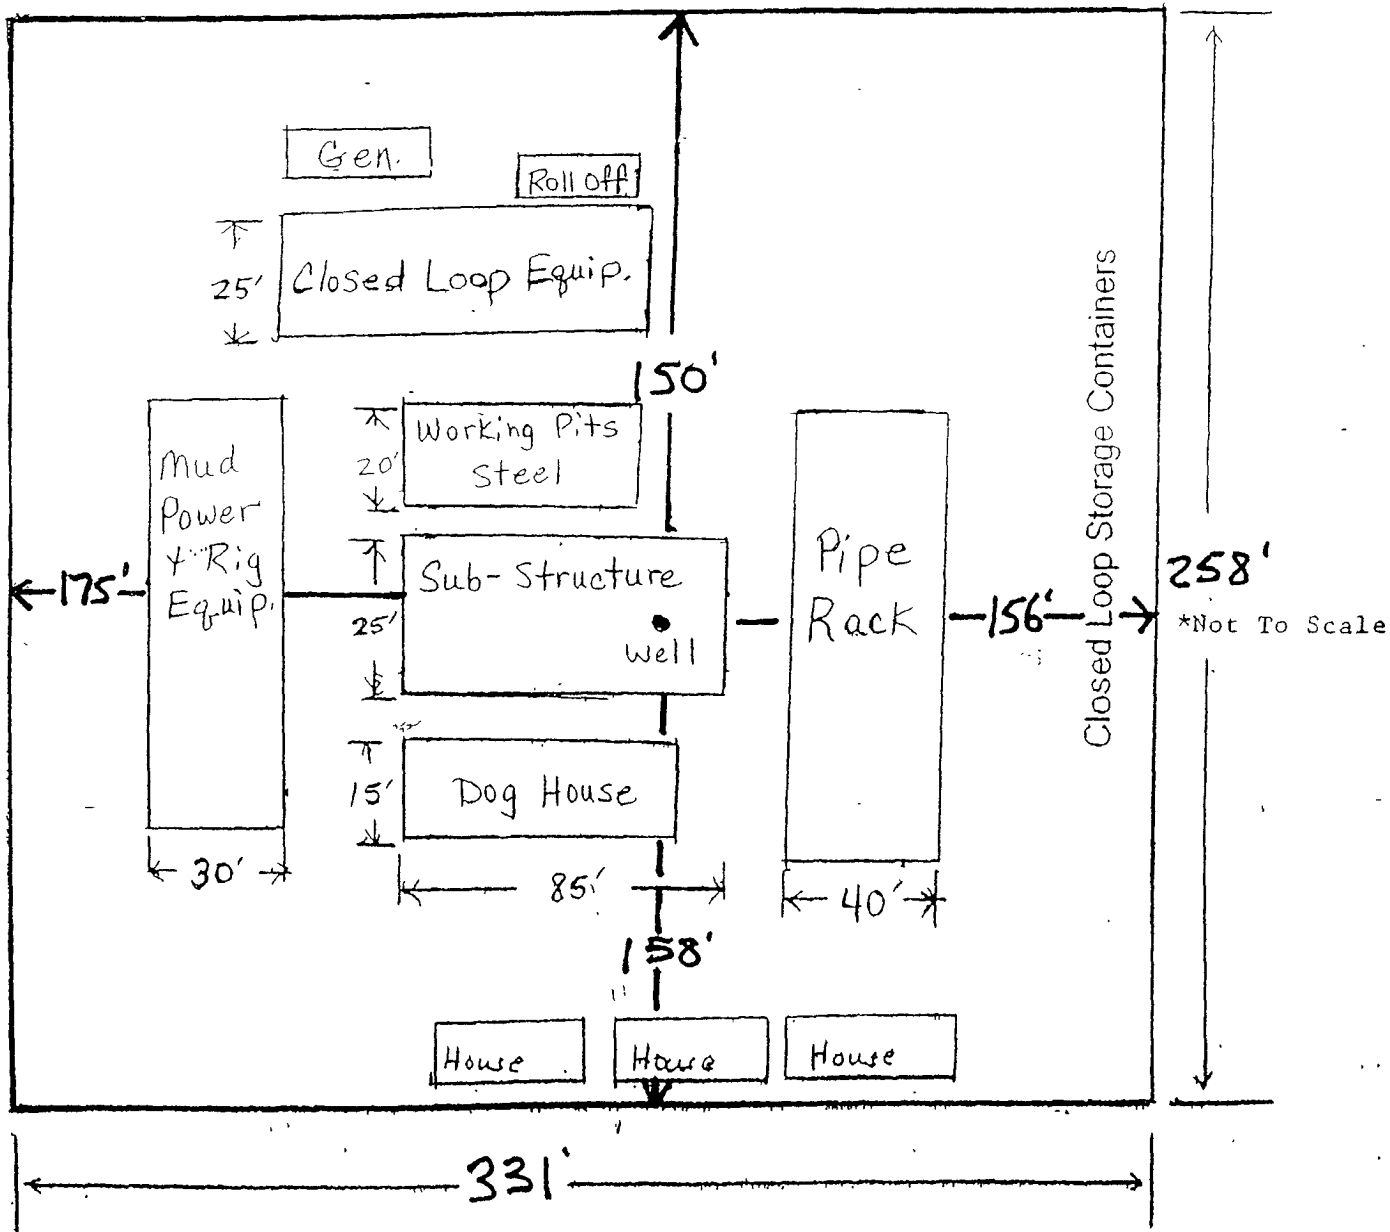 Gen.
Roll Off
25'
Closed Loop Equip.
150'
Working Pits
Steel
20'
Mud
Power
+ Rig
Equip.
175'
Sub-Structure
25'
Well
Pipe
Rack
156'
Closed Loop Storage Containers
258'
*Not To Scale
15'
Dog House
30'
85'
40'
158'
House
House
House
331'